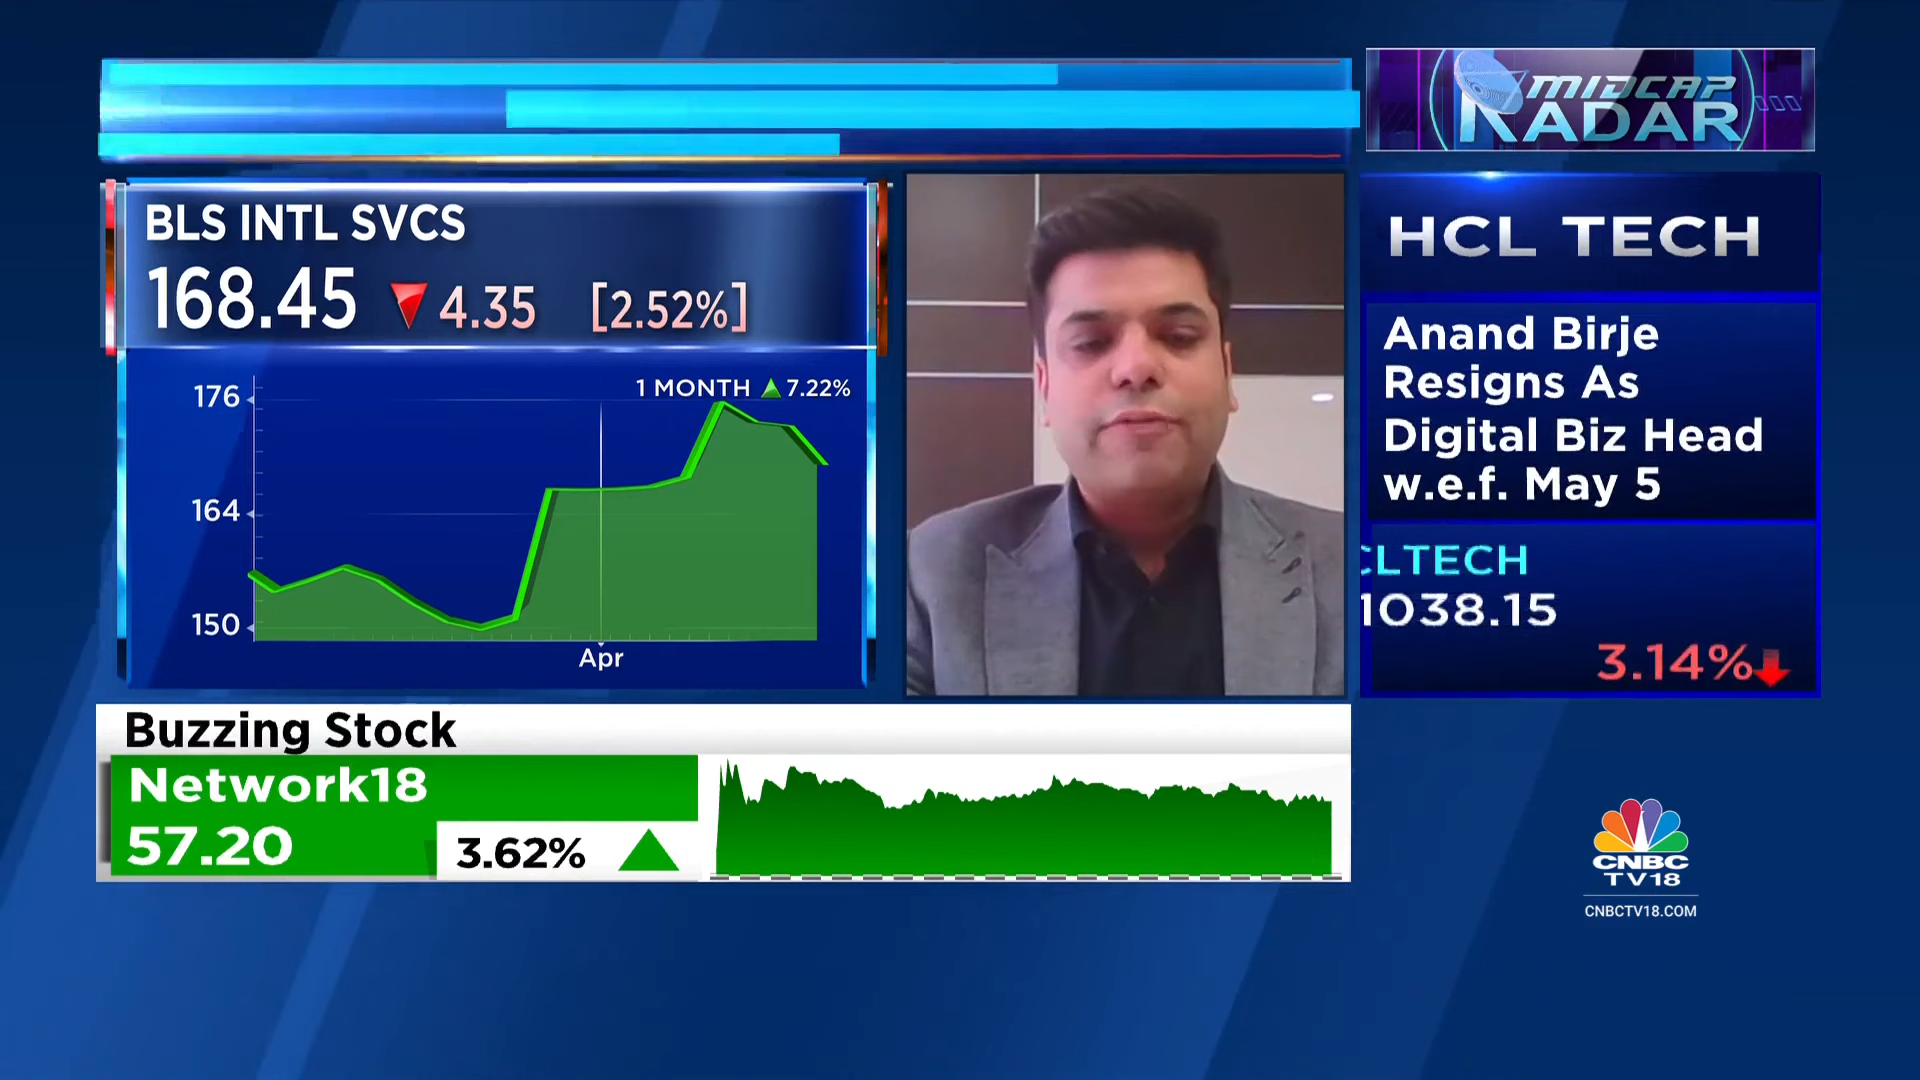 MIDCAP
RADAR
BLS INTL SVCS
168.45 4.35 [2.52%]
1 MONTH 7.22%
176
164
150
Apr
HCL TECH
Anand Birje
Resigns As
Digital Biz Head
w.e.f. May 5
CLTECH
1038.15
3.14%
Buzzing Stock
Network18
57.20
3.62%
CNBC
TV18
CNBCTV18.COM